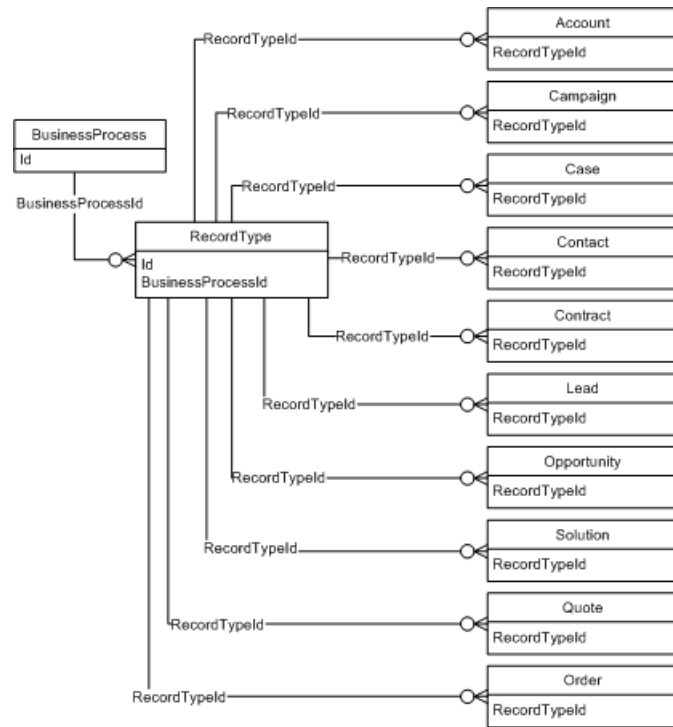 Account
RecordTypeId
RecordTypeId
Campaign
RecordTypeId
RecordTypeId
BusinessProcess
Id
BusinessProcessId
Case
RecordTypeId
RecordTypeId
RecordType
Id
BusinessProcessId
Contact
RecordTypeId
RecordTypeId
Contract
RecordTypeId
RecordTypeId
Lead
RecordTypeId
RecordTypeId
Opportunity
RecordTypeId
RecordTypeId
Solution
RecordTypeId
RecordTypeId
Quote
RecordTypeId
RecordTypeId
Order
RecordTypeId
RecordTypeId